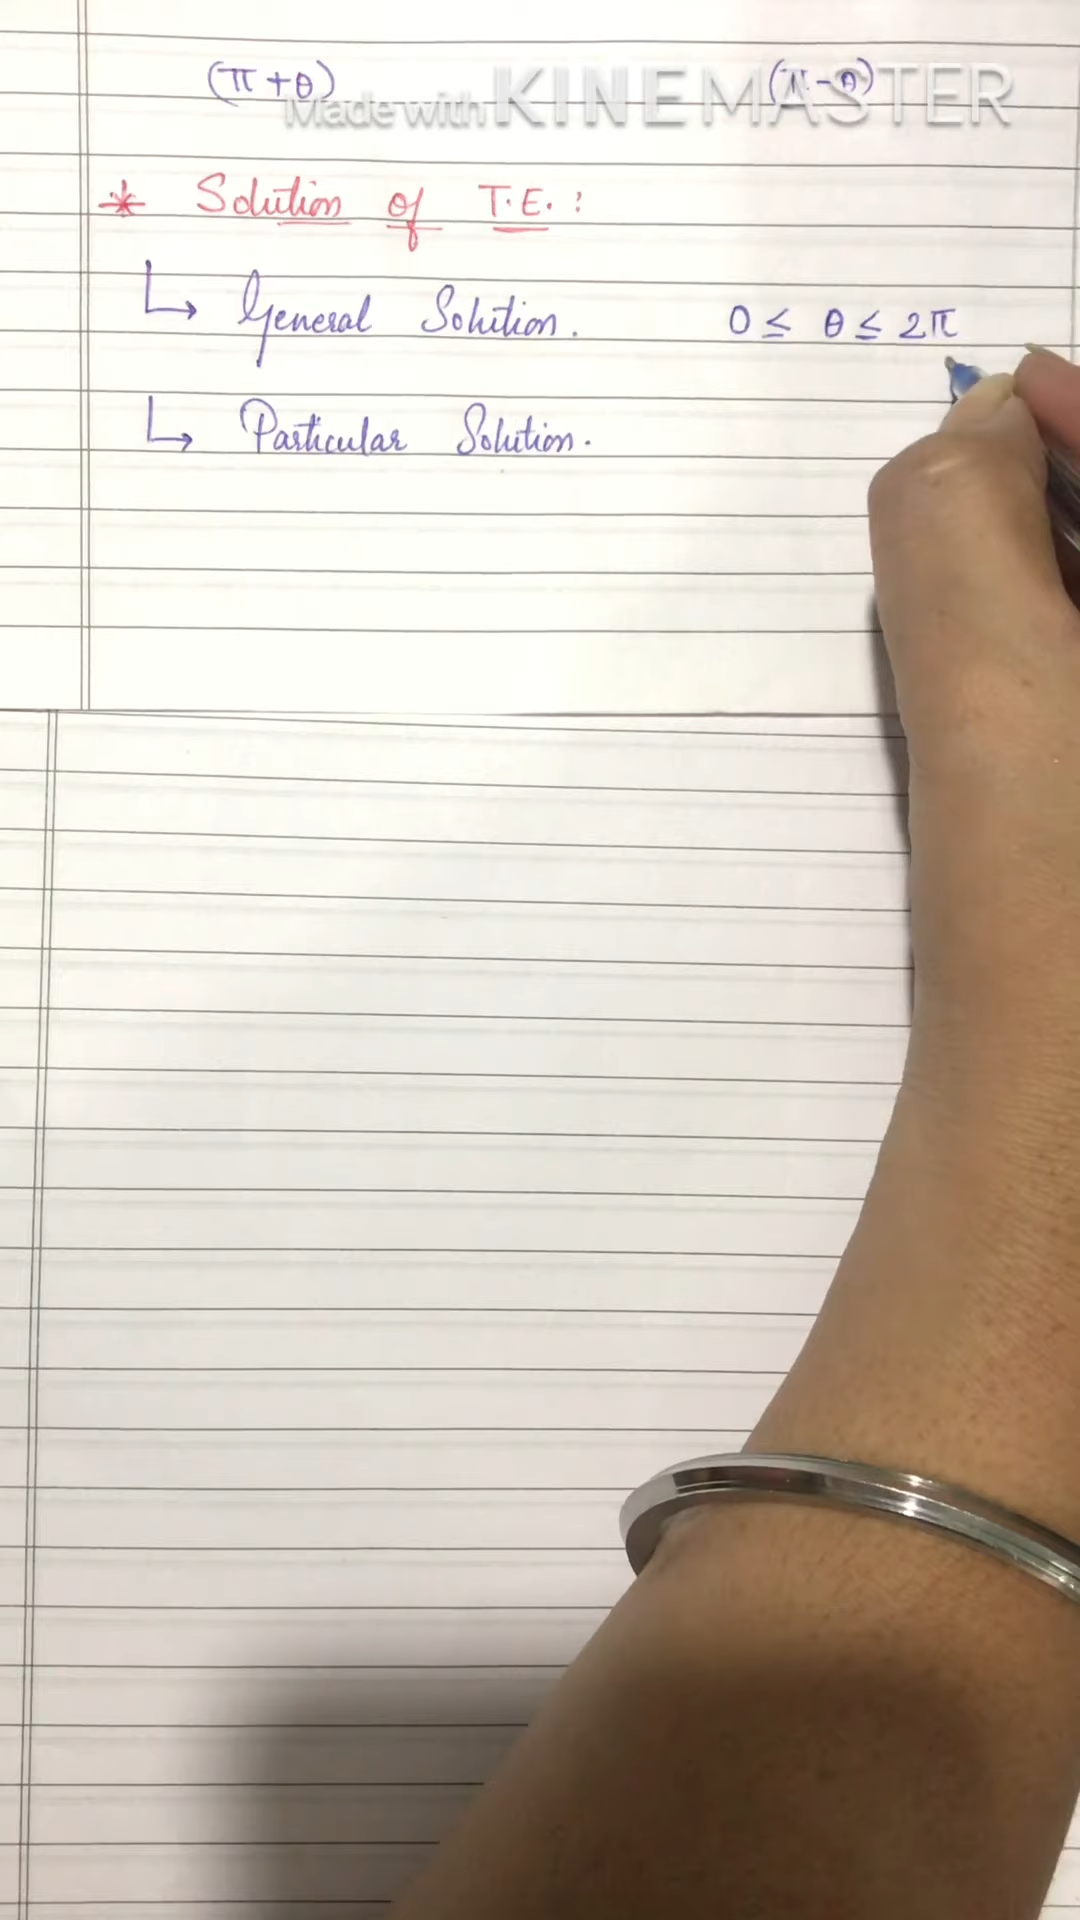 (π + θ) (π - θ)
Made with KINEMASTER
* Solution of T.E. :
↳ General Solution. 0 ≤ θ ≤ 2π
↳ Particular Solution.